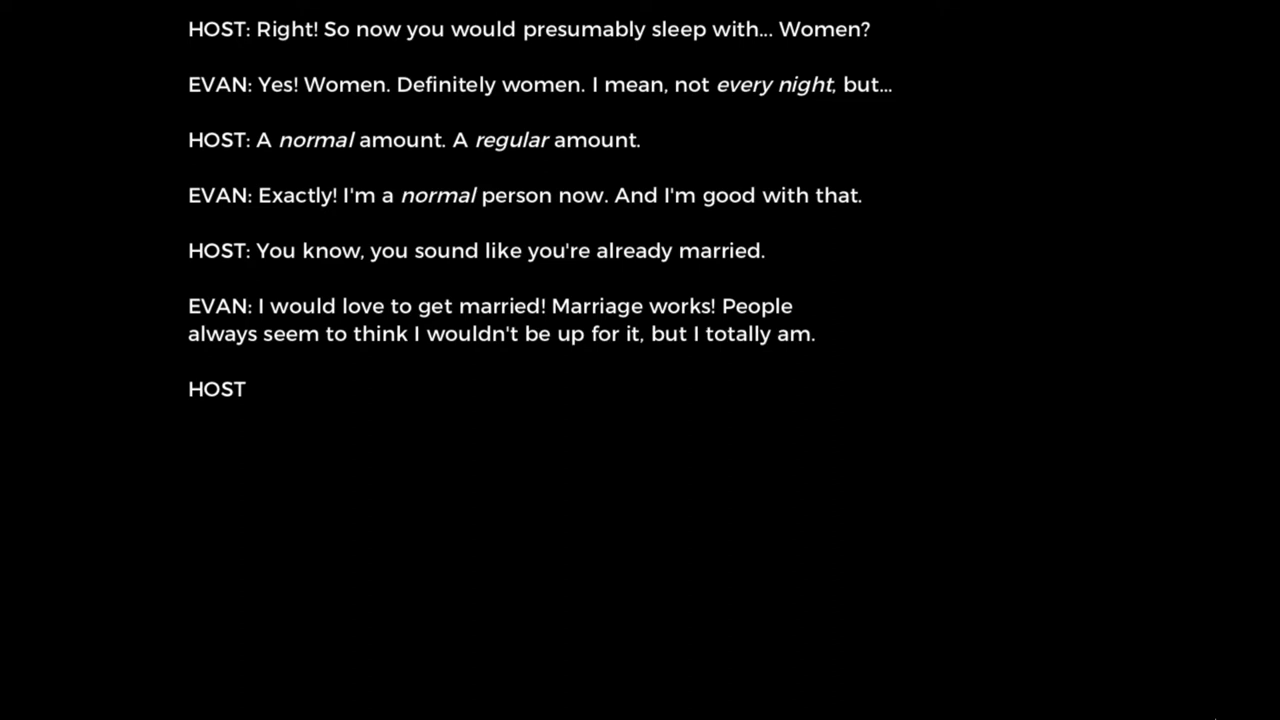 HOST: Right! So now you would presumably sleep with... Women?
EVAN: Yes! Women. Definitely women. I mean, not every night, but...
HOST: A normal amount. A regular amount.
EVAN: Exactly! I'm a normal person now. And I'm good with that.
HOST: You know, you sound like you're already married.
EVAN: I would love to get married! Marriage works! People
always seem to think I wouldn't be up for it, but I totally am.
HOST